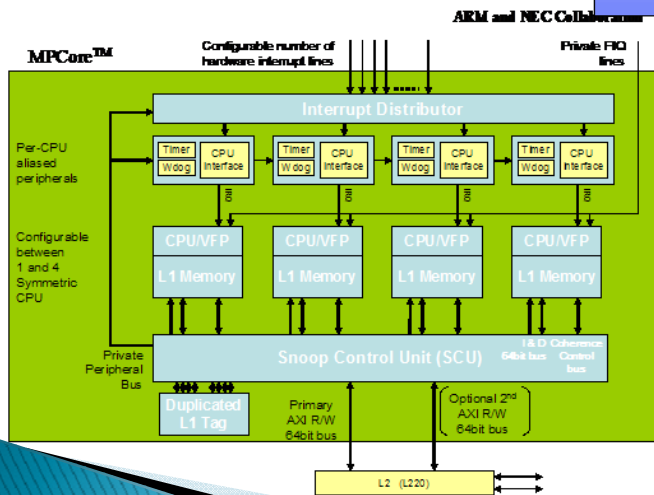 ARM and NEC Collaboration
MPCore™
Configurable number of
hardware interrupt lines
Private FIQ
lines
Interrupt Distributor
Per-CPU
aliased
peripherals
Timer
Wdog
CPU
Interface
Timer
Wdog
CPU
Interface
Timer
Wdog
CPU
Interface
Timer
Wdog
CPU
Interface
IRQ
IRQ
IRQ
IRQ
Configurable
between
1 and 4
Symmetric
CPU
CPU/VFP
L1 Memory
CPU/VFP
L1 Memory
CPU/VFP
L1 Memory
CPU/VFP
L1 Memory
Private
Peripheral
Bus
Snoop Control Unit (SCU)
I & D
64bit bus
Coherence
Control
bus
Duplicated
L1 Tag
Primary
AXI R/W
64bit bus
Optional 2nd
AXI R/W
64bit bus
L2 (L220)